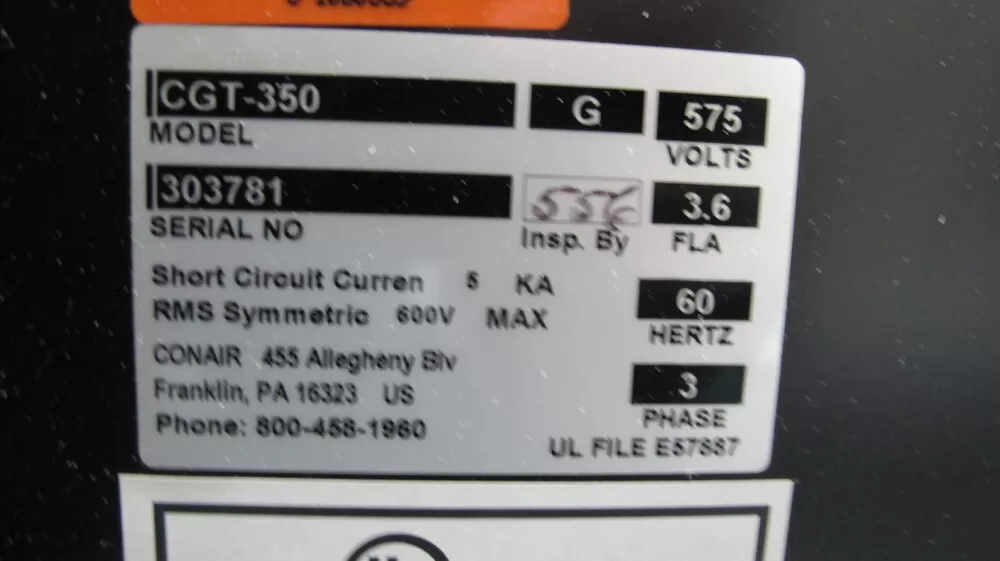 CGT-350 G 575
MODEL VOLTS
303781 556 3.6
SERIAL NO Insp. By FLA
Short Circuit Curren 5 KA
60
RMS Symmetric 600V MAX
HERTZ
CONAIR 455 Allegheny Blv
Franklin, PA 16323 US
3
PHASE
Phone: 800-458-1960
UL FILE E57887